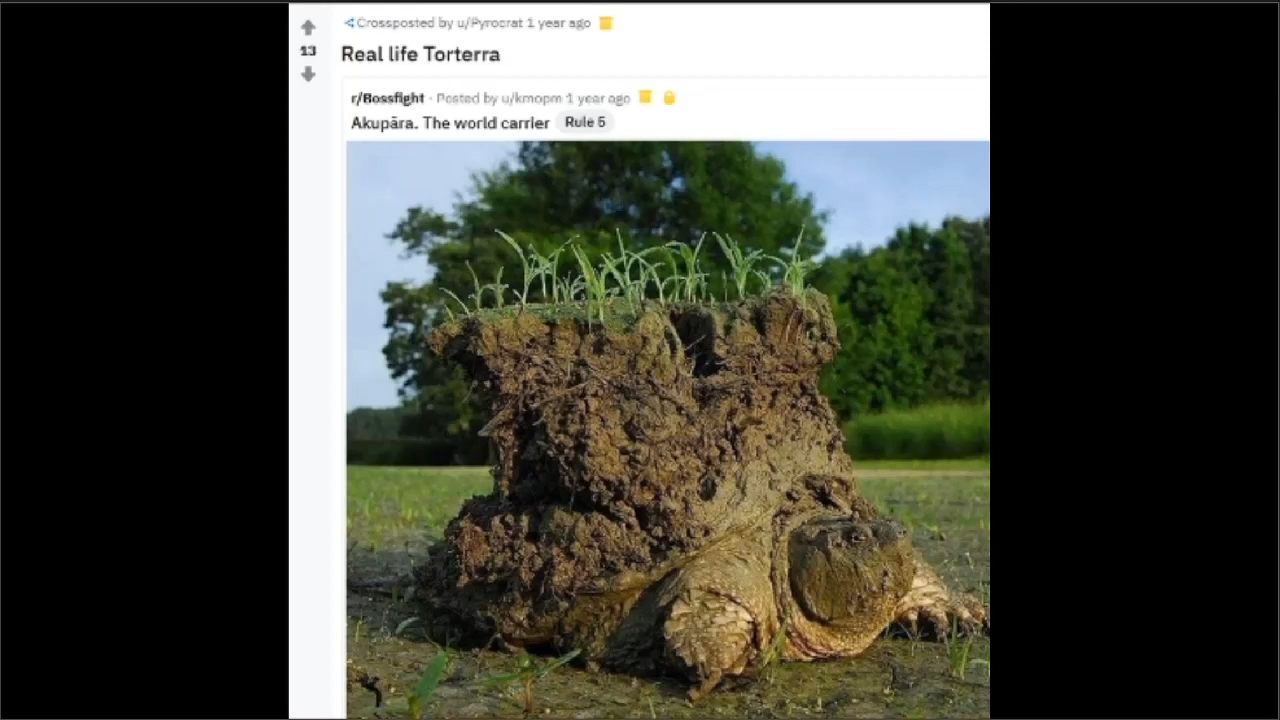 Crossposted by u/Pyrocrat 1 year ago
13
Real life Torterra
r/Bossfight · Posted by u/kmopm 1 year ago
Akupāra. The world carrier Rule 5